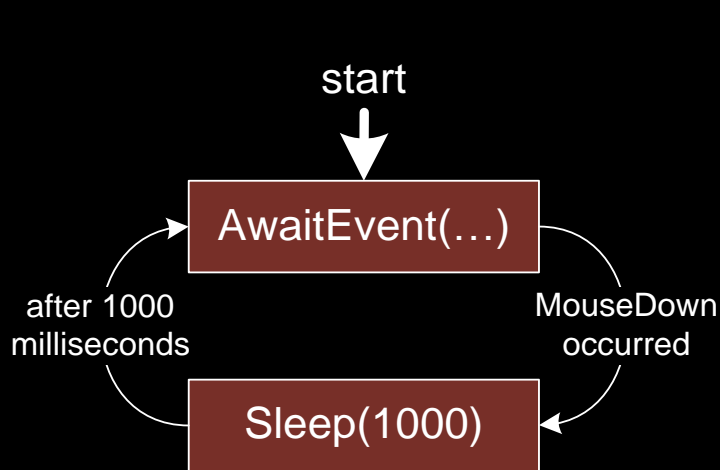 start
AwaitEvent(…)
after 1000
milliseconds
MouseDown
occurred
Sleep(1000)